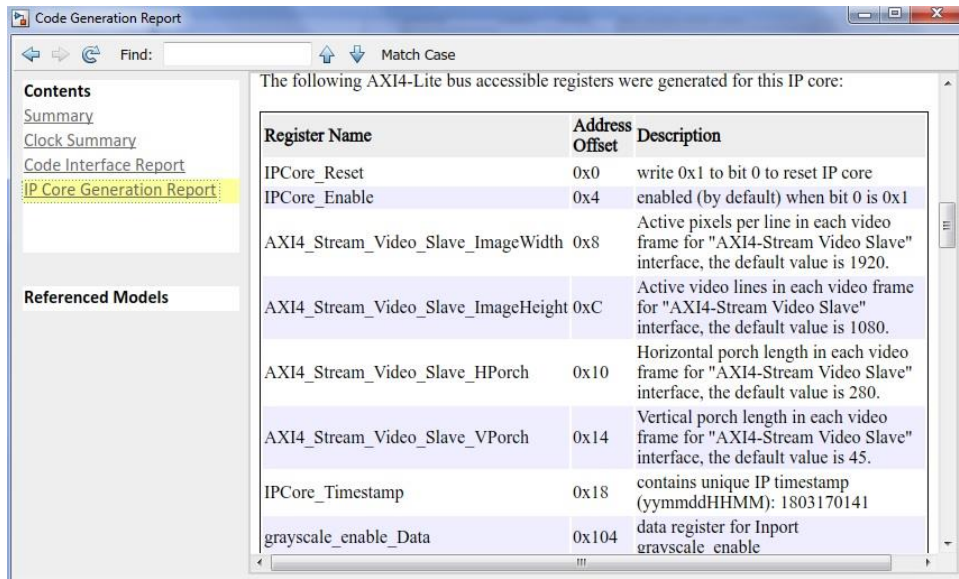 Code Generation Report
Find:
Match Case
Contents
Summary
Clock Summary
Code Interface Report
IP Core Generation Report
Referenced Models
The following AXI4-Lite bus accessible registers were generated for this IP core:
Register Name Address Offset Description
IPCore_Reset 0x0 write 0x1 to bit 0 to reset IP core
IPCore_Enable 0x4 enabled (by default) when bit 0 is 0x1
AXI4_Stream_Video_Slave_ImageWidth 0x8 Active pixels per line in each video
frame for "AXI4-Stream Video Slave"
interface, the default value is 1920.
AXI4_Stream_Video_Slave_ImageHeight 0xC Active video lines in each video frame
for "AXI4-Stream Video Slave"
interface, the default value is 1080.
AXI4_Stream_Video_Slave_HPorch 0x10 Horizontal porch length in each video
frame for "AXI4-Stream Video Slave"
interface, the default value is 280.
AXI4_Stream_Video_Slave_VPorch 0x14 Vertical porch length in each video
frame for "AXI4-Stream Video Slave"
interface, the default value is 45.
IPCore_Timestamp 0x18 contains unique IP timestamp
(yymmddHHMM): 1803170141
grayscale_enable_Data 0x104 data register for Inport
grayscale_enable